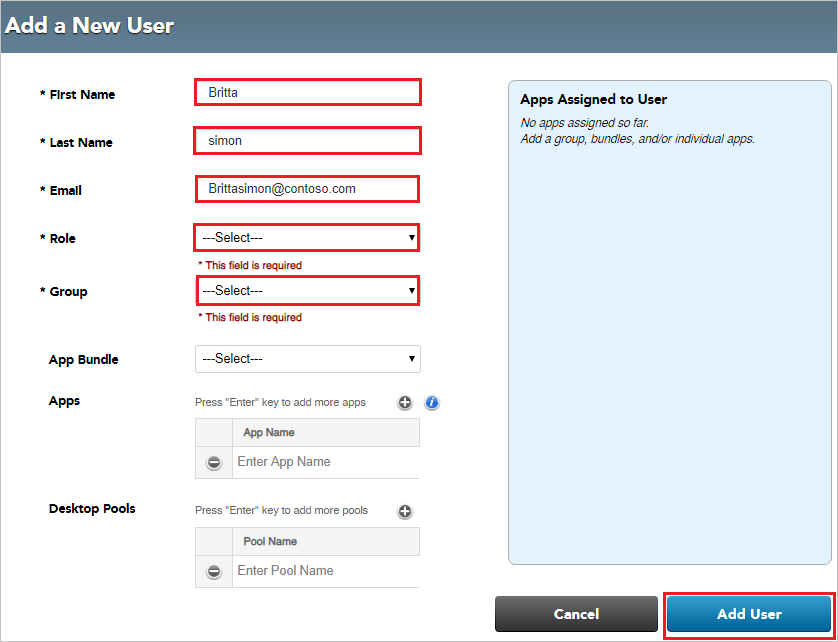 Add a New User
* First Name
Britta
* Last Name
simon
* Email
Brittasimon@contoso.com
* Role
---Select---
* This field is required
* Group
---Select---
* This field is required
App Bundle
---Select---
Apps
Press "Enter" key to add more apps
App Name
Enter App Name
Desktop Pools
Press "Enter" key to add more pools
Pool Name
Enter Pool Name
Apps Assigned to User
No apps assigned so far.
Add a group, bundles, and/or individual apps.
Cancel
Add User